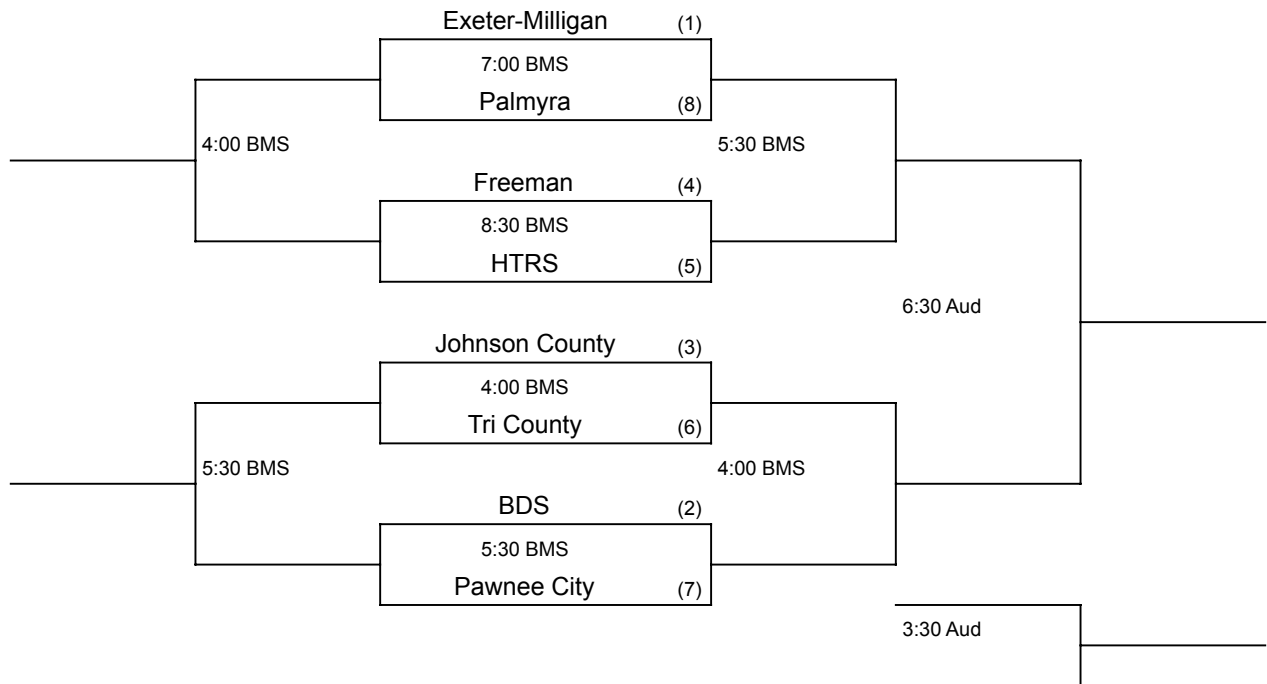 Exeter-Milligan (1)
7:00 BMS
Palmyra (8)
4:00 BMS
5:30 BMS
Freeman (4)
8:30 BMS
HTRS (5)
6:30 Aud
Johnson County (3)
4:00 BMS
Tri County (6)
5:30 BMS
4:00 BMS
BDS (2)
5:30 BMS
Pawnee City (7)
3:30 Aud